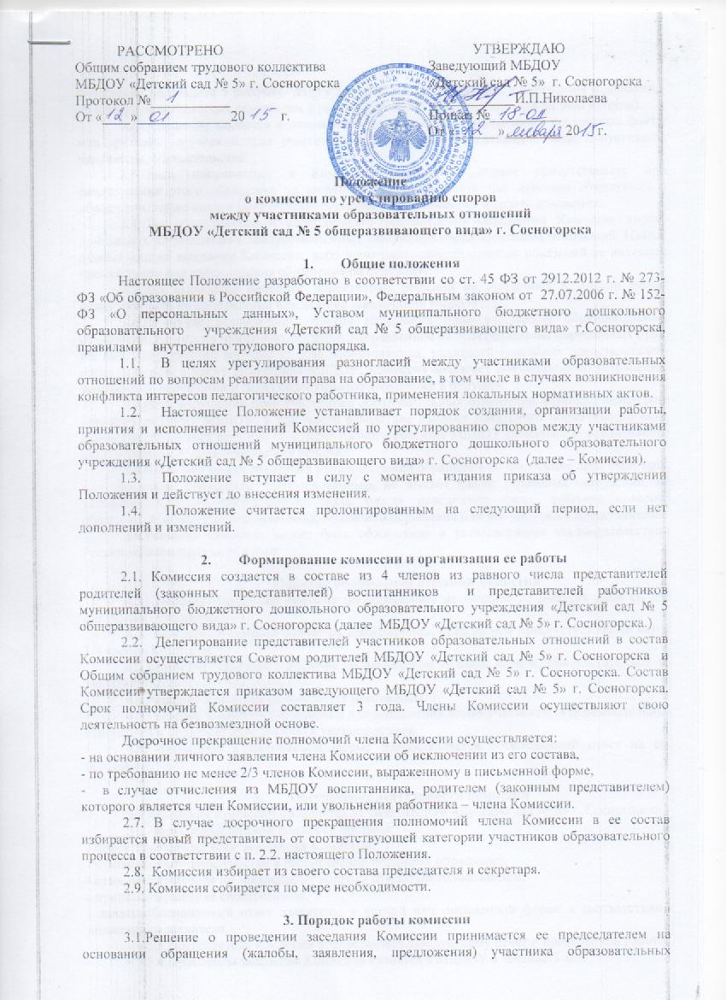 РАССМОТРЕНО
Общим собранием трудового коллектива
МБДОУ «Детский сад № 5» г. Сосногорска
Протокол № 1
От «12» 01 2015 г.
УТВЕРЖДАЮ
Заведующий МБДОУ
«Детский сад № 5» г. Сосногорска
И.П.Николаева
Приказ № 18-од
От «12» января 2015г.
Положение
о комиссии по урегулированию споров
между участниками образовательных отношений
МБДОУ «Детский сад № 5 общеразвивающего вида» г. Сосногорска
1. Общие положения
Настоящее Положение разработано в соответствии со ст. 45 ФЗ от 2912.2012 г. № 273-
ФЗ «Об образовании в Российской Федерации», Федеральным законом от 27.07.2006 г. № 152-
ФЗ «О персональных данных», Уставом муниципального бюджетного дошкольного
образовательного учреждения «Детский сад № 5 общеразвивающего вида» г.Сосногорска,
правилами внутреннего трудового распорядка.
1.1. В целях урегулирования разногласий между участниками образовательных
отношений по вопросам реализации права на образование, в том числе в случаях возникновения
конфликта интересов педагогического работника, применения локальных нормативных актов.
1.2. Настоящее Положение устанавливает порядок создания, организации работы,
принятия и исполнения решений Комиссией по урегулированию споров между участниками
образовательных отношений муниципального бюджетного дошкольного образовательного
учреждения «Детский сад № 5 общеразвивающего вида» г. Сосногорска (далее – Комиссия).
1.3. Положение вступает в силу с момента издания приказа об утверждении
Положения и действует до внесения изменения.
1.4. Положение считается пролонгированным на следующий период, если нет
дополнений и изменений.
2. Формирование комиссии и организация ее работы
2.1. Комиссия создается в составе из 4 членов из равного числа представителей
родителей (законных представителей) воспитанников и представителей работников
муниципального бюджетного дошкольного образовательного учреждения «Детский сад № 5
общеразвивающего вида» г. Сосногорска (далее МБДОУ «Детский сад № 5» г. Сосногорска.)
2.2. Делегирование представителей участников образовательных отношений в состав
Комиссии осуществляется Советом родителей МБДОУ «Детский сад № 5» г. Сосногорска и
Общим собранием трудового коллектива МБДОУ «Детский сад № 5» г. Сосногорска. Состав
Комиссии утверждается приказом заведующего МБДОУ «Детский сад № 5» г. Сосногорска.
Срок полномочий Комиссии составляет 3 года. Члены Комиссии осуществляют свою
деятельность на безвозмездной основе.
Досрочное прекращение полномочий члена Комиссии осуществляется:
- на основании личного заявления члена Комиссии об исключении из его состава,
- по требованию не менее 2/3 членов Комиссии, выраженному в письменной форме,
- в случае отчисления из МБДОУ воспитанника, родителем (законным представителем)
которого является член Комиссии, или увольнения работника – члена Комиссии.
2.7. В случае досрочного прекращения полномочий члена Комиссии в ее состав
избирается новый представитель от соответствующей категории участников образовательного
процесса в соответствии с п. 2.2. настоящего Положения.
2.8. Комиссия избирает из своего состава председателя и секретаря.
2.9. Комиссия собирается по мере необходимости.
3. Порядок работы комиссии
3.1.Решение о проведении заседания Комиссии принимается ее председателем на
основании обращения (жалобы, заявления, предложения) участника образовательных